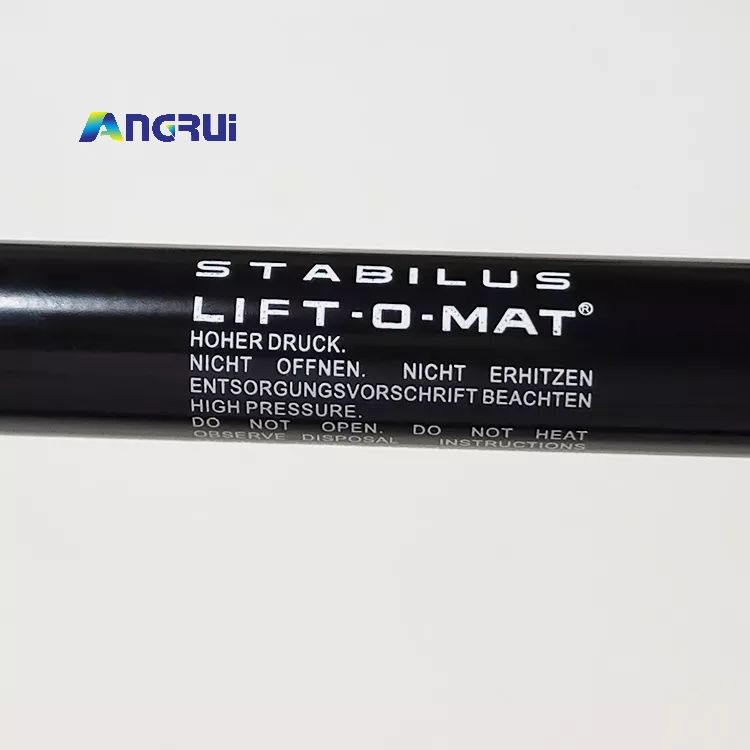 ANGRUi
STABILUS
LIFT-O-MAT®
HOHER DRUCK.
NICHT OFFNEN. NICHT ERHITZEN
ENTSORGUNGSVORSCHRIFT BEACHTEN
HIGH PRESSURE.
DO NOT OPEN. DO NOT HEAT
OBSERVE DISPOSAL INSTRUCTIONS